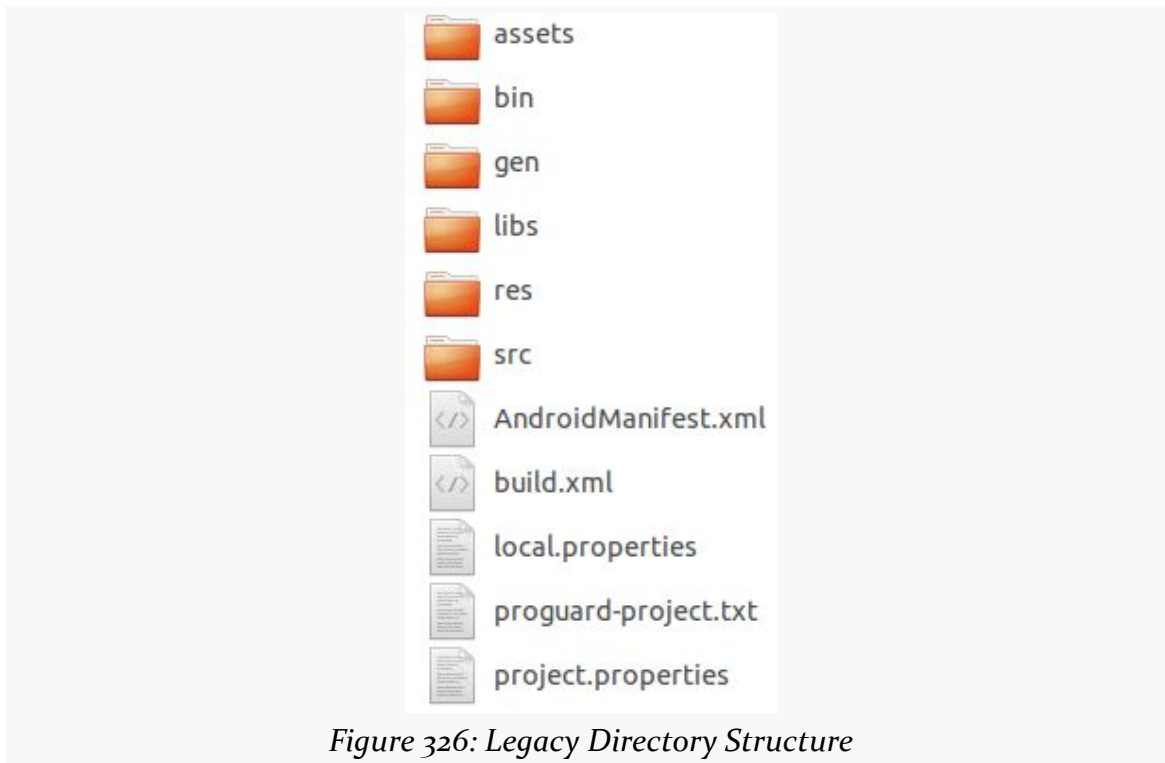 assets
bin
gen
libs
res
src
AndroidManifest.xml
build.xml
local.properties
proguard-project.txt
project.properties
Figure 326: Legacy Directory Structure